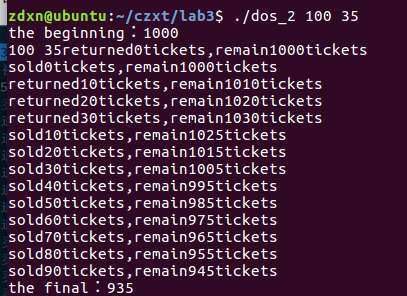 zdxn@ubuntu:~/czxt/lab3$ ./dos_2 100 35
the beginning：1000
100 35returned0tickets,remain1000tickets
sold0tickets,remain1000tickets
returned10tickets,remain1010tickets
returned20tickets,remain1020tickets
returned30tickets,remain1030tickets
sold10tickets,remain1025tickets
sold20tickets,remain1015tickets
sold30tickets,remain1005tickets
sold40tickets,remain995tickets
sold50tickets,remain985tickets
sold60tickets,remain975tickets
sold70tickets,remain965tickets
sold80tickets,remain955tickets
sold90tickets,remain945tickets
the final：935